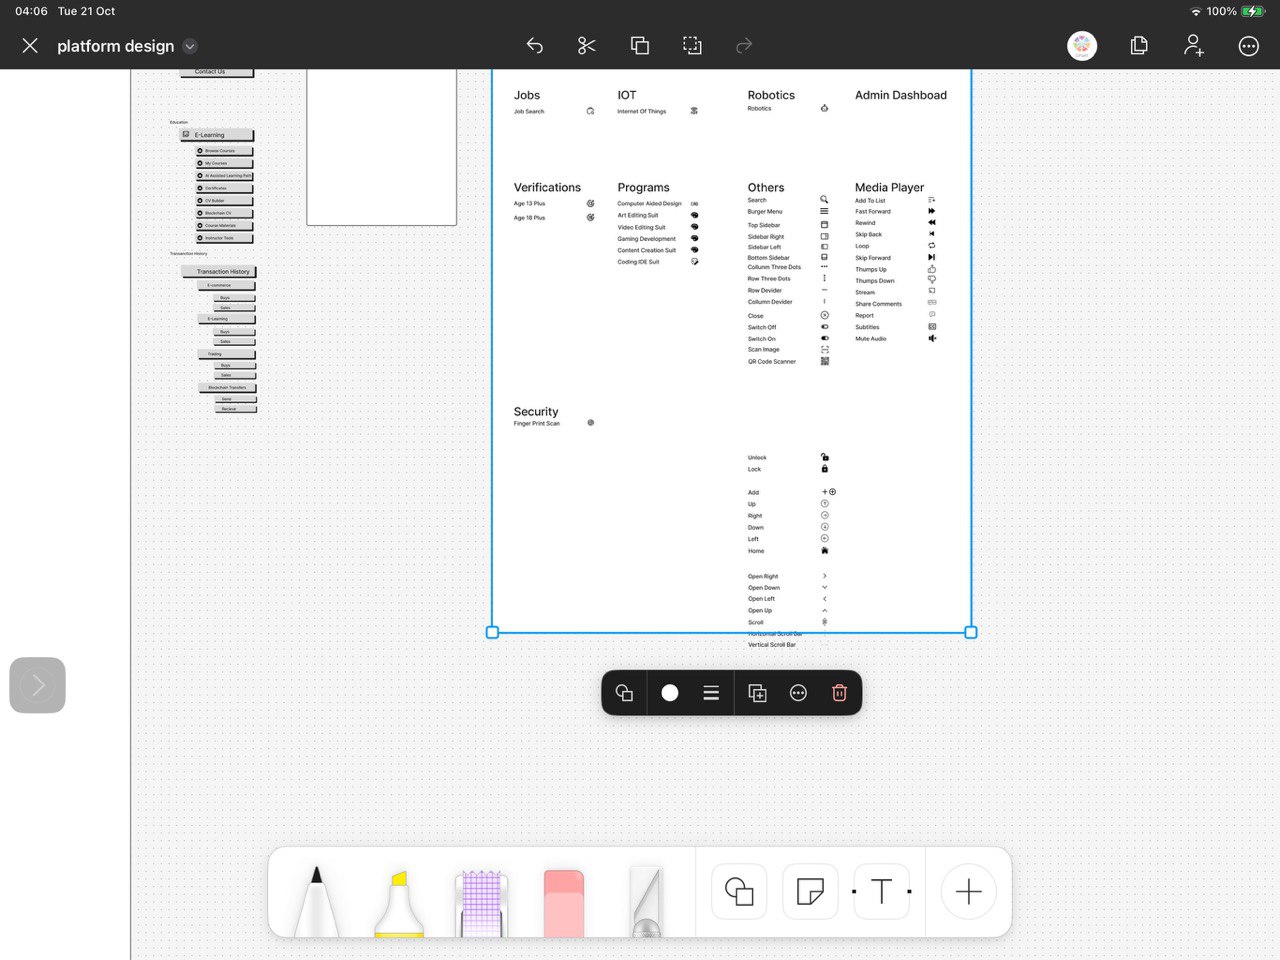 04:06 Tue 21 Oct
100%
platform design
Contact Us
Education
E-Learning
Browse Courses
My Courses
AI Assisted Learning Path
Certificates
CV Builder
Blockchain CV
Course Materials
Instructor Tools
Transanction History
Transaction History
E-commerce
Buys
Sales
E-Learning
Buys
Sales
Trading
Buys
Sales
Blockchain Transfers
Send
Recieve
Jobs
Job Search
IOT
Internet Of Things
Robotics
Robotics
Admin Dashboad
Verifications
Age 13 Plus
Age 18 Plus
Programs
Computer Aided Design
Art Editing Suit
Video Editing Suit
Gaming Development
Content Creation Suit
Coding IDE Suit
Others
Search
Burger Menu
Top Sidebar
Sidebar Right
Sidebar Left
Bottom Sidebar
Collunm Three Dots
Row Three Dots
Row Devider
Collumn Devider
Close
Switch Off
Switch On
Scan Image
QR Code Scanner
Media Player
Add To List
Fast Forward
Rewind
Skip Back
Loop
Skip Forward
Thumps Up
Thumps Down
Stream
Share Comments
Report
Subtitles
Mute Audio
Security
Finger Print Scan
Unlock
Lock
Add
Up
Right
Down
Left
Home
Open Right
Open Down
Open Left
Open Up
Scroll
Horizontal Scroll Bar
Vertical Scroll Bar
T